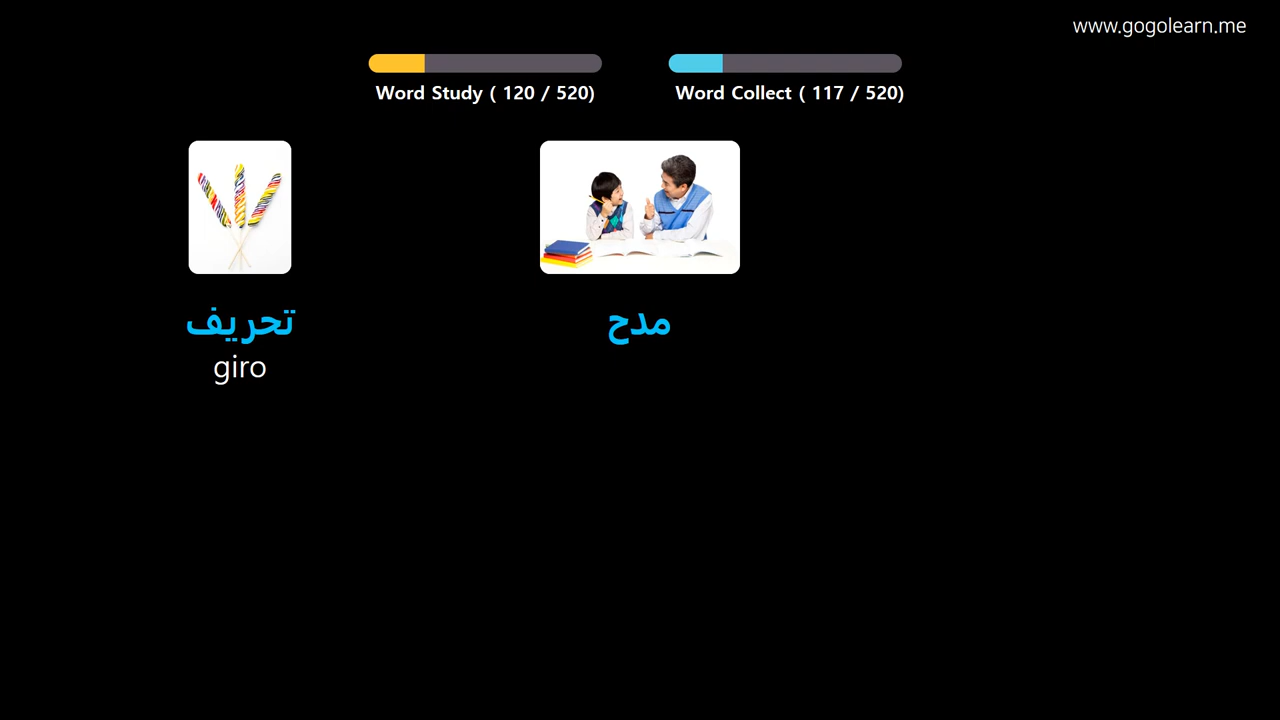 www.gogolearn.me
Word Study ( 120 / 520)
Word Collect ( 117 / 520)
تحريف
giro
مدح